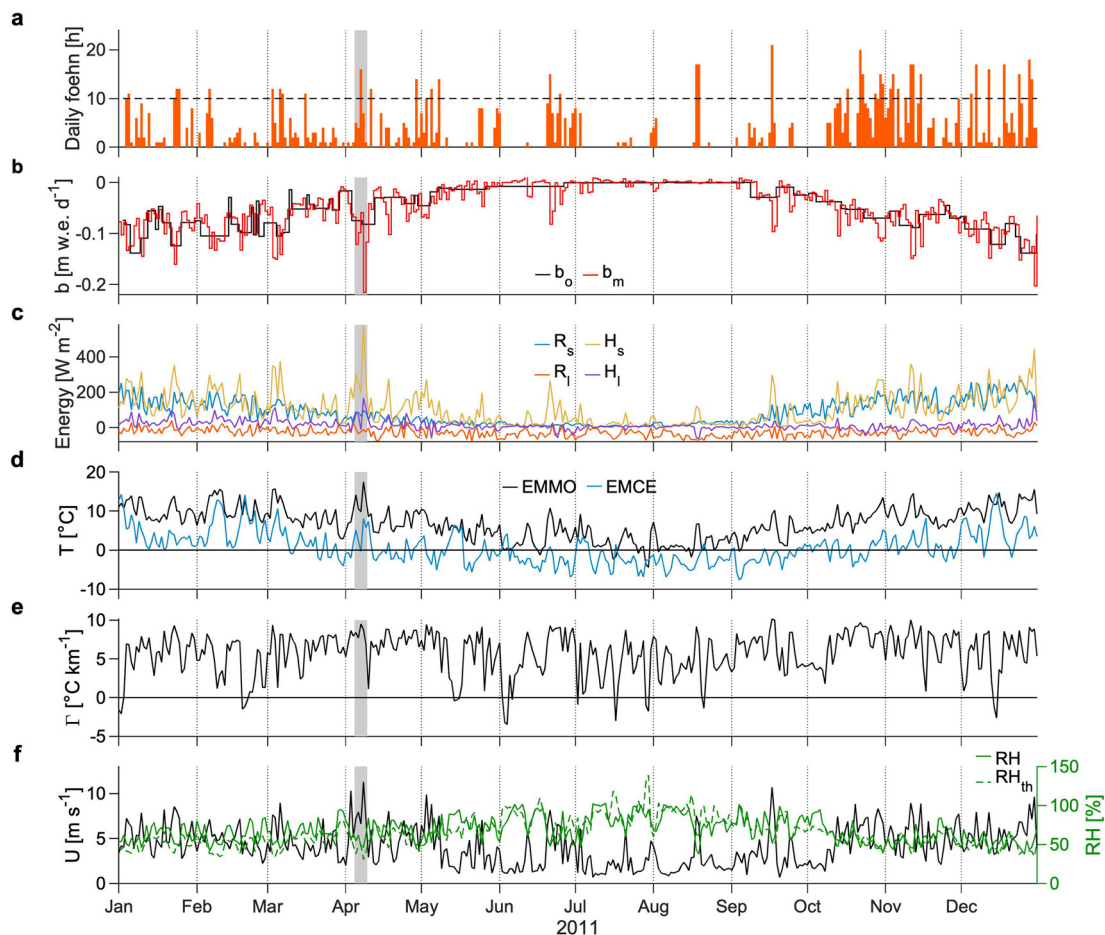 a
Daily foehn [h]
20
10
0
b
b [m w.e. d⁻¹]
0
-0.1
-0.2
b_o b_m
c
Energy [W m⁻²]
400
200
0
R_s H_s
R_l H_l
d
T [°C]
20
10
0
-10
EMMO EMCE
e
Γ [°C km⁻¹]
10
5
0
-5
f
U [m s⁻¹]
10
5
0
RH
RH_th
150
100
50
0
RH [%]
Jan Feb Mar Apr May Jun Jul Aug Sep Oct Nov Dec
2011